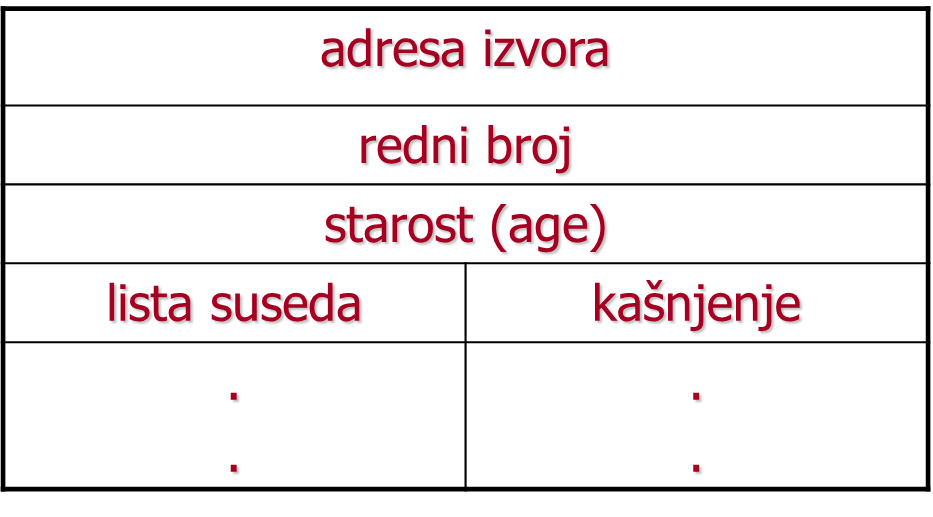 adresa izvora
redni broj
starost (age)
lista suseda kašnjenje
. .
. .